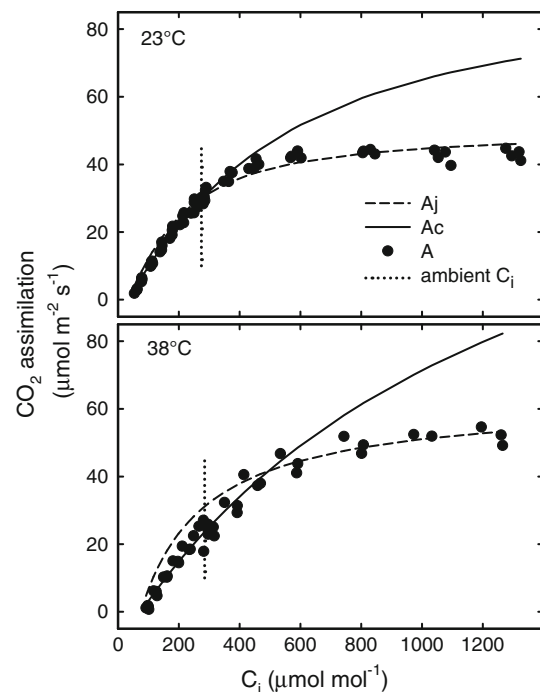 80
60
40
20
0
23°C
Aj
Ac
A
ambient Cᵢ
CO₂ assimilation
(μmol m⁻² s⁻¹)
80
60
40
20
0
38°C
0 200 400 600 800 1000 1200
Cᵢ (μmol mol⁻¹)